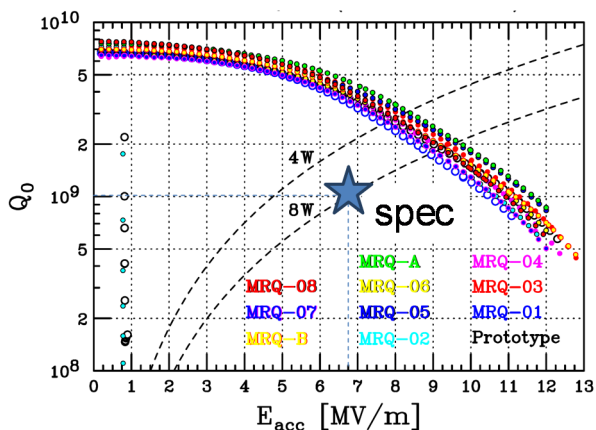 10^10
5
2
10^9
5
2
10^8
Q_0
4W
8W
spec
MRQ-A MRQ-04
MRQ-08 MRQ-06 MRQ-03
MRQ-07 MRQ-05 MRQ-01
MRQ-B MRQ-02 Prototype
0 1 2 3 4 5 6 7 8 9 10 11 12 13
E_acc [MV/m]